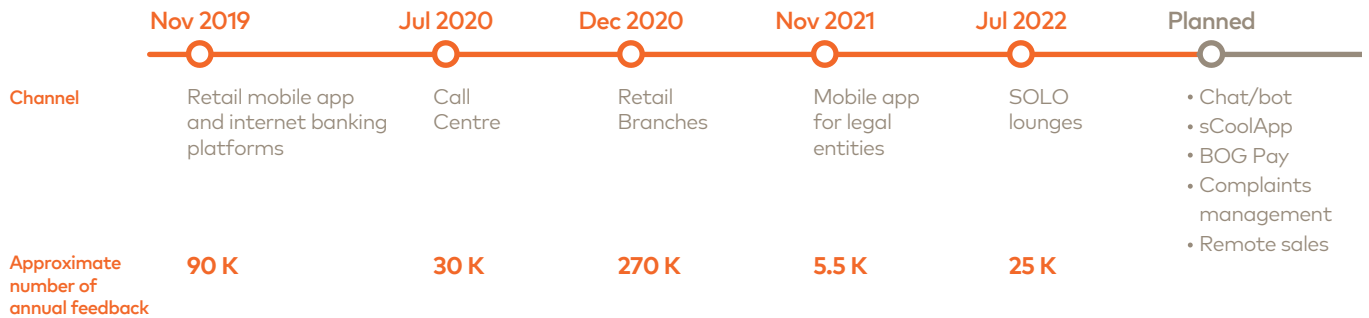 Nov 2019 Jul 2020 Dec 2020 Nov 2021 Jul 2022 Planned
Channel
Retail mobile app
and internet banking
platforms
Call
Centre
Retail
Branches
Mobile app
for legal
entities
SOLO
lounges
• Chat/bot
• sCoolApp
• BOG Pay
• Complaints
management
• Remote sales
Approximate
number of
annual feedback
90 K 30 K 270 K 5.5 K 25 K